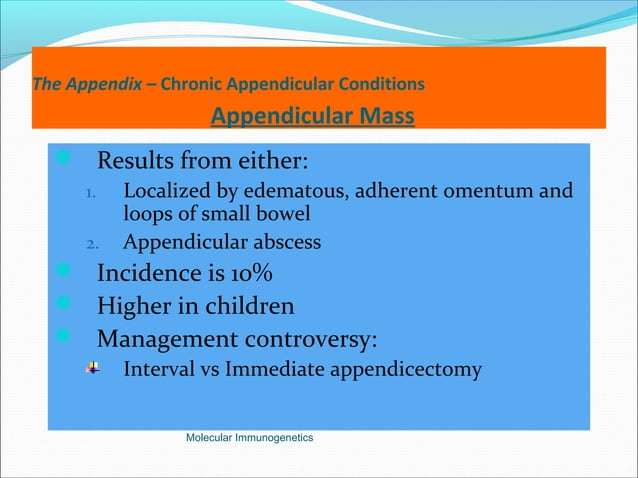 The Appendix – Chronic Appendicular Conditions
Appendicular Mass
Results from either:
1. Localized by edematous, adherent omentum and
loops of small bowel
2. Appendicular abscess
Incidence is 10%
Higher in children
Management controversy:
Interval vs Immediate appendicectomy
Molecular Immunogenetics